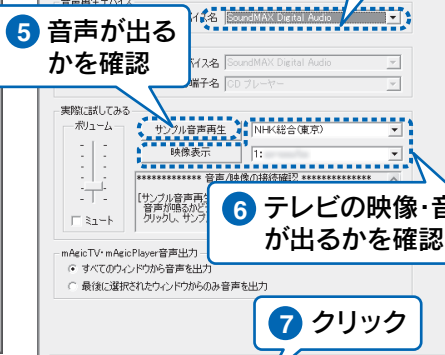 音声再生デバイス
デバイス名 SoundMAX Digital Audio
5 音声が出る
かを確認
イス名 SoundMAX Digital Audio
端子名 CD プレーヤー
実際に試してみる
ボリューム
サンプル音声再生 NHK総合(東京)
映像表示 1:
************* 音声/映像の接続確認 **************
[サンプル音声再
音声が鳴るかど
クリックし、サンプ
ミュート
6 テレビの映像・音
が出るかを確認
mAgicTV・mAgicPlayer音声出力
すべてのウィンドウから音声を出力
最後に選択されたウィンドウからのみ音声を出力
7 クリック